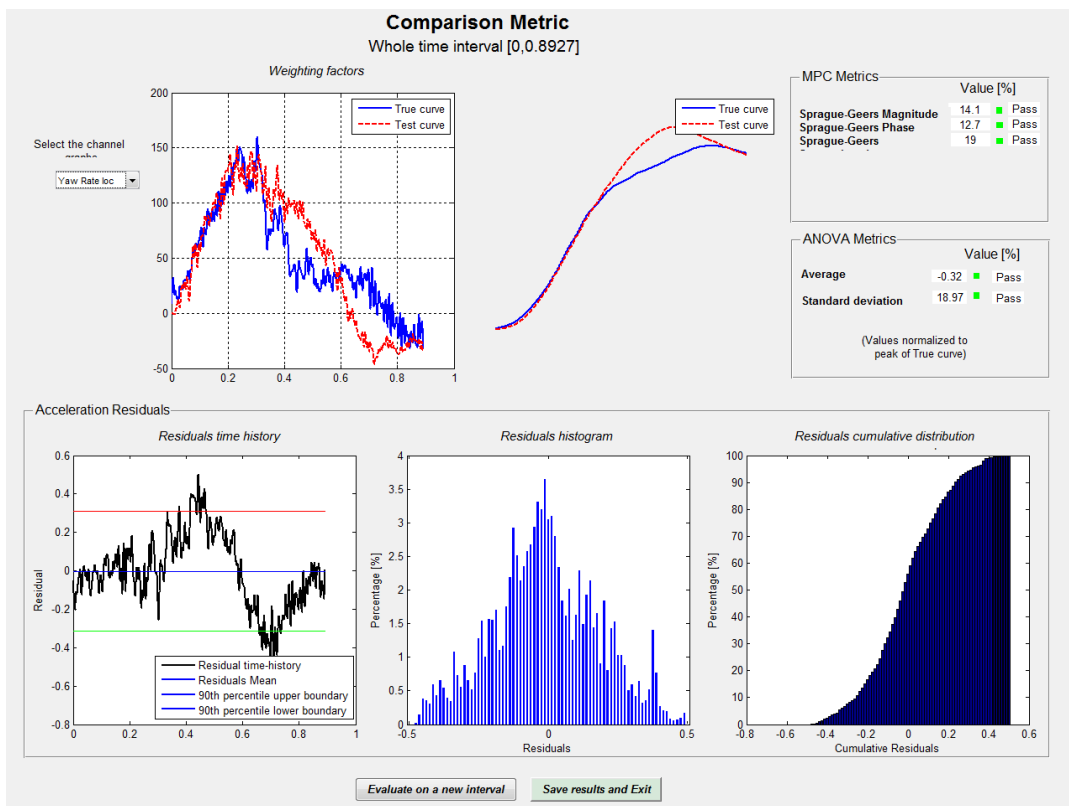 Comparison Metric
Whole time interval [0,0.8927]
Weighting factors
Select the channel
Yaw Rate loc
200
150
100
50
0
-50
0 0.2 0.4 0.6 0.8 1
True curve
Test curve
True curve
Test curve
MPC Metrics
Value [%]
Sprague-Geers Magnitude 14.1 Pass
Sprague-Geers Phase 12.7 Pass
Sprague-Geers 19 Pass
ANOVA Metrics
Value [%]
Average -0.32 Pass
Standard deviation 18.97 Pass
(Values normalized to
peak of True curve)
Acceleration Residuals
Residuals time history
Residual
0.6
0.4
0.2
0
-0.2
-0.4
-0.6
-0.8
0 0.2 0.4 0.6 0.8 1
Residual time-history
Residuals Mean
90th percentile upper boundary
90th percentile lower boundary
Residuals histogram
Percentage [%]
4
3.5
3
2.5
2
1.5
1
0.5
0
-0.5 0 0.5
Residuals
Residuals cumulative distribution
Percentage [%]
100
90
80
70
60
50
40
30
20
10
0
-0.8 -0.6 -0.4 -0.2 0 0.2 0.4 0.6
Cumulative Residuals
Evaluate on a new interval
Save results and Exit